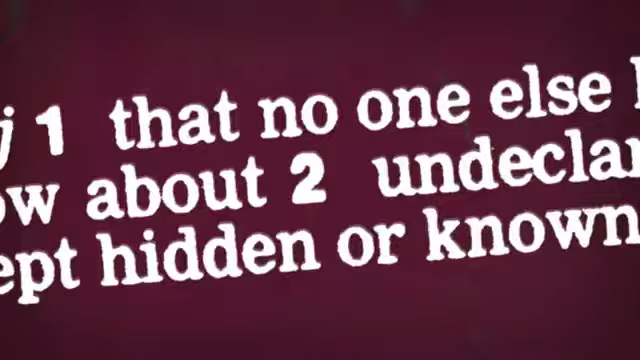 j 1 that no one else
ow about 2 undeclar
ept hidden or known